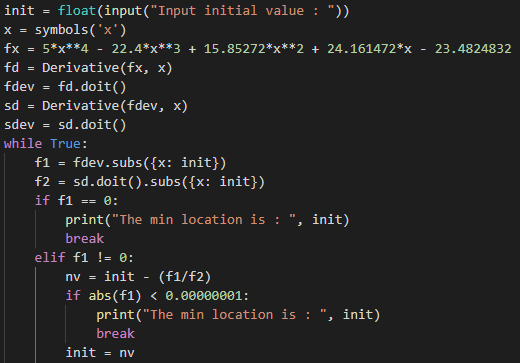 init = float(input("Input initial value : "))
x = symbols('x')
fx = 5*x**4 - 22.4*x**3 + 15.85272*x**2 + 24.161472*x - 23.4824832
fd = Derivative(fx, x)
fdev = fd.doit()
sd = Derivative(fdev, x)
sdev = sd.doit()
while True:
    f1 = fdev.subs({x: init})
    f2 = sd.doit().subs({x: init})
    if f1 == 0:
        print("The min location is : ", init)
        break
    elif f1 != 0:
        nv = init - (f1/f2)
        if abs(f1) < 0.00000001:
            print("The min location is : ", init)
            break
        init = nv